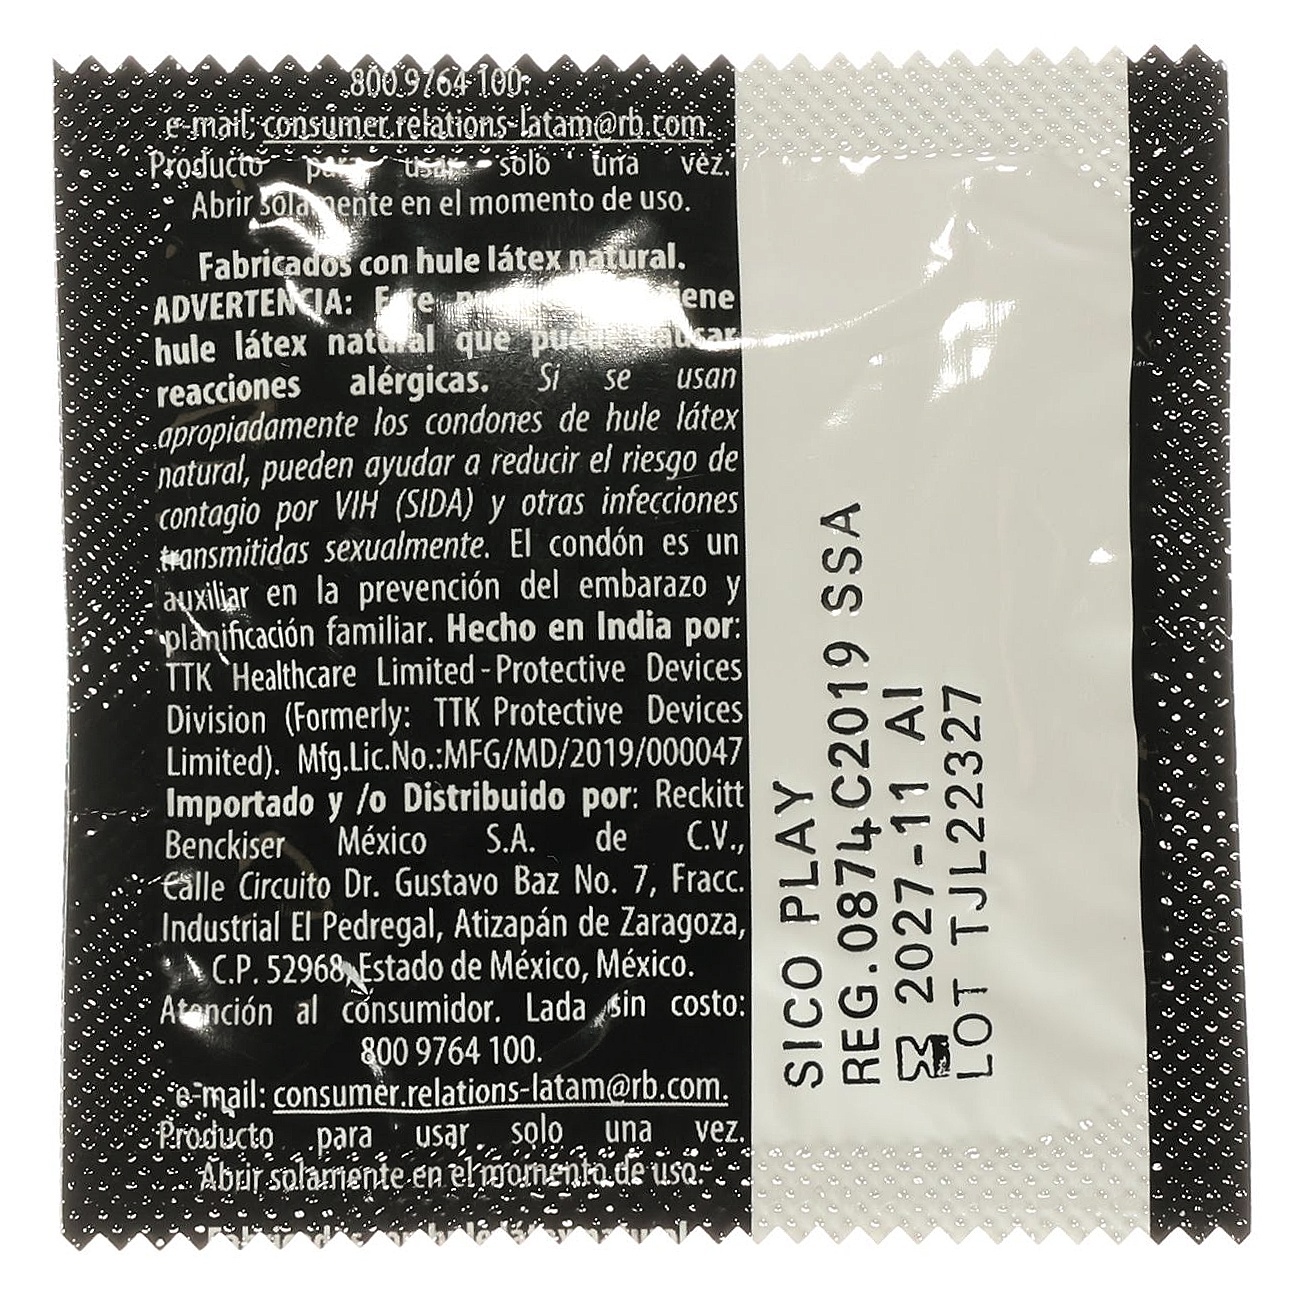 800 9764 100.
e-mail: consumer.relations-latam@rb.com.
Producto para usar solo una vez.
Abrir solamente en el momento de uso.
Fabricados con hule látex natural.
ADVERTENCIA: Este
hule látex natural que puede causar
reacciones alérgicas. Si se usan
apropiadamente los condones de hule látex
natural, pueden ayudar a reducir el riesgo de
contagio por VIH (SIDA) y otras infecciones
transmitidas sexualmente. El condón es un
auxiliar en la prevención del embarazo y
planificación familiar. Hecho en India por:
TTK Healthcare Limited - Protective Devices
Division (Formerly: TTK Protective Devices
Limited). Mfg.Lic.No.:MFG/MD/2019/000047
Importado y /o Distribuido por: Reckitt
Benckiser México S.A. de C.V.,
Calle Circuito Dr. Gustavo Baz No. 7, Fracc.
Industrial El Pedregal, Atizapán de Zaragoza,
C.P. 52968, Estado de México, México.
Atención al consumidor. Lada sin costo:
800 9764 100.
e-mail: consumer.relations-latam@rb.com.
Producto para usar solo una vez.
Abrir solamente en el momento de uso.
Fabricados con hule látex natural
SICO PLAY
REG.0874C2019 SSA
2027-11 AI
LOT TJL22327